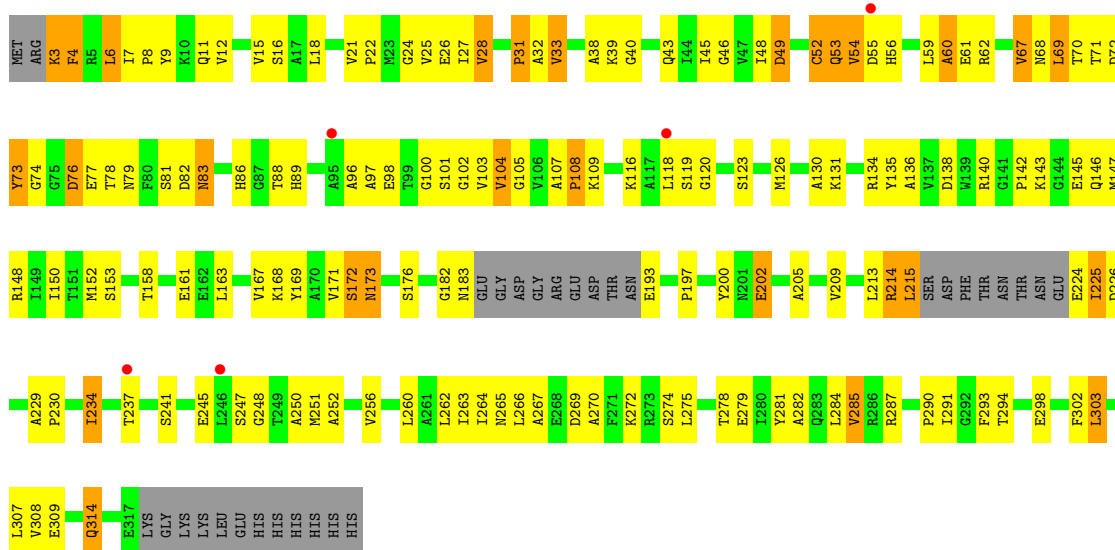 MET ARG K3 F4 R5 L6 I7 P8 Y9 K10 Q11 V12 V15 S16 A17 L18 V21 P22 M23 G24 V25 E26 I27 V28 P31 A32 V33 A38 K39 G40 Q43 I44 I45 G46 V47 I48 D49 C52 Q53 V54 D55 H56 L59 A60 E61 R62 V67 N68 L69 T70 T71
Y73 G74 G75 D76 E77 T78 N79 F80 S81 D82 N83 H86 G87 T88 H89 A95 A96 A97 E98 T99 G100 S101 G102 V103 V104 G105 V106 A107 P108 K109 K116 A117 L118 S119 G120 S123 M126 A130 K131 R134 Y135 A136 V137 D138 W139 R140 G141 P142 K143 G144 E145 Q146 M147
R148 I149 I150 T151 M152 S153 T158 E161 E162 L163 V167 K168 Y169 A170 V171 S172 N173 S176 G182 N183 GLU GLY ASP GLY ARG GLU ASP THR ASN E193 P197 Y200 N201 E202 A205 V209 L213 R214 L215 SER ASP PHE THR ASN THR ASN GLU E224 I225
A229 P230 I234 T237 S241 E245 L246 S247 G248 T249 A250 M251 A252 V256 L260 A261 L262 I263 I264 N265 L266 A267 E268 D269 A270 F271 K272 R273 S274 L275 T278 E279 I280 Y281 A282 Q283 L284 V285 R286 R287 P290 I291 G292 F293 T294 E298 F302 L303
L307 V308 E309 Q314 E317 LYS GLY LYS LYS LEU GLU HIS HIS HIS HIS HIS HIS